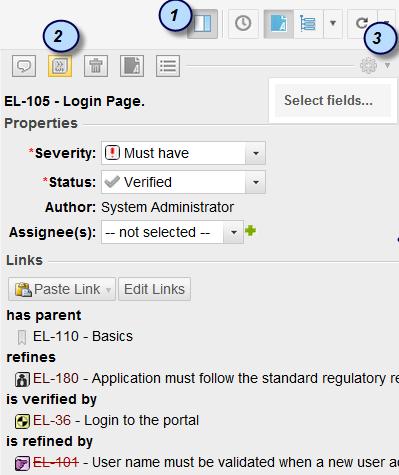 1
2
3
EL-105 - Login Page.
Select fields...
Properties
*Severity: Must have
*Status: Verified
Author: System Administrator
Assignee(s): -- not selected --
Links
Paste Link Edit Links
has parent
EL-110 - Basics
refines
EL-180 - Application must follow the standard regulatory re
is verified by
EL-36 - Login to the portal
is refined by
EL-101 - User name must be validated when a new user a